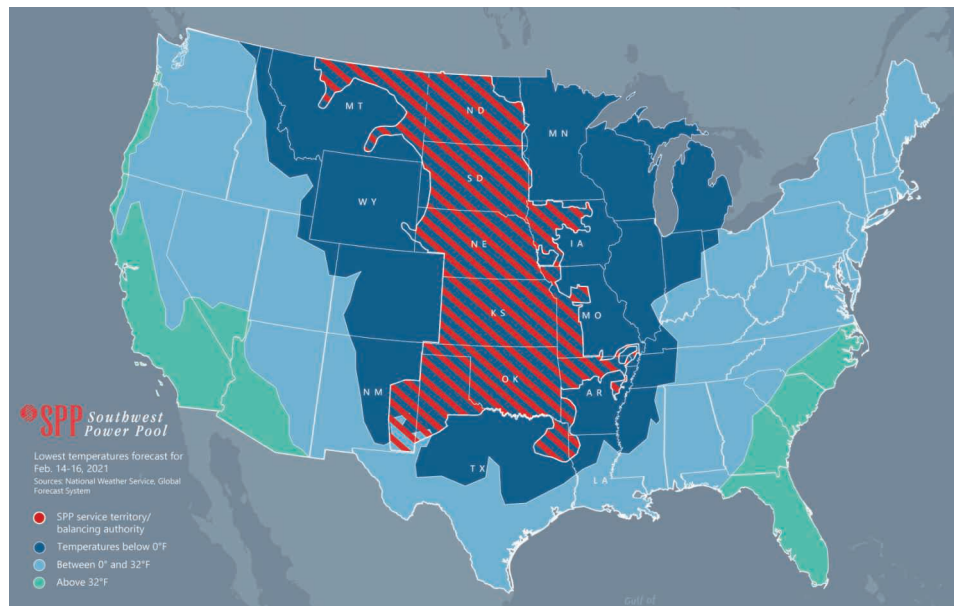 MT
ND
MN
SD
WY
NE
IA
KS
MO
NM
OK
AR
TX
LA
SPP Southwest
Power Pool
Lowest temperatures forecast for
Feb. 14-16, 2021
Sources: National Weather Service, Global
Forecast System
SPP service territory/
balancing authority
Temperatures below 0°F
Between 0° and 32°F
Above 32°F
Gulf of